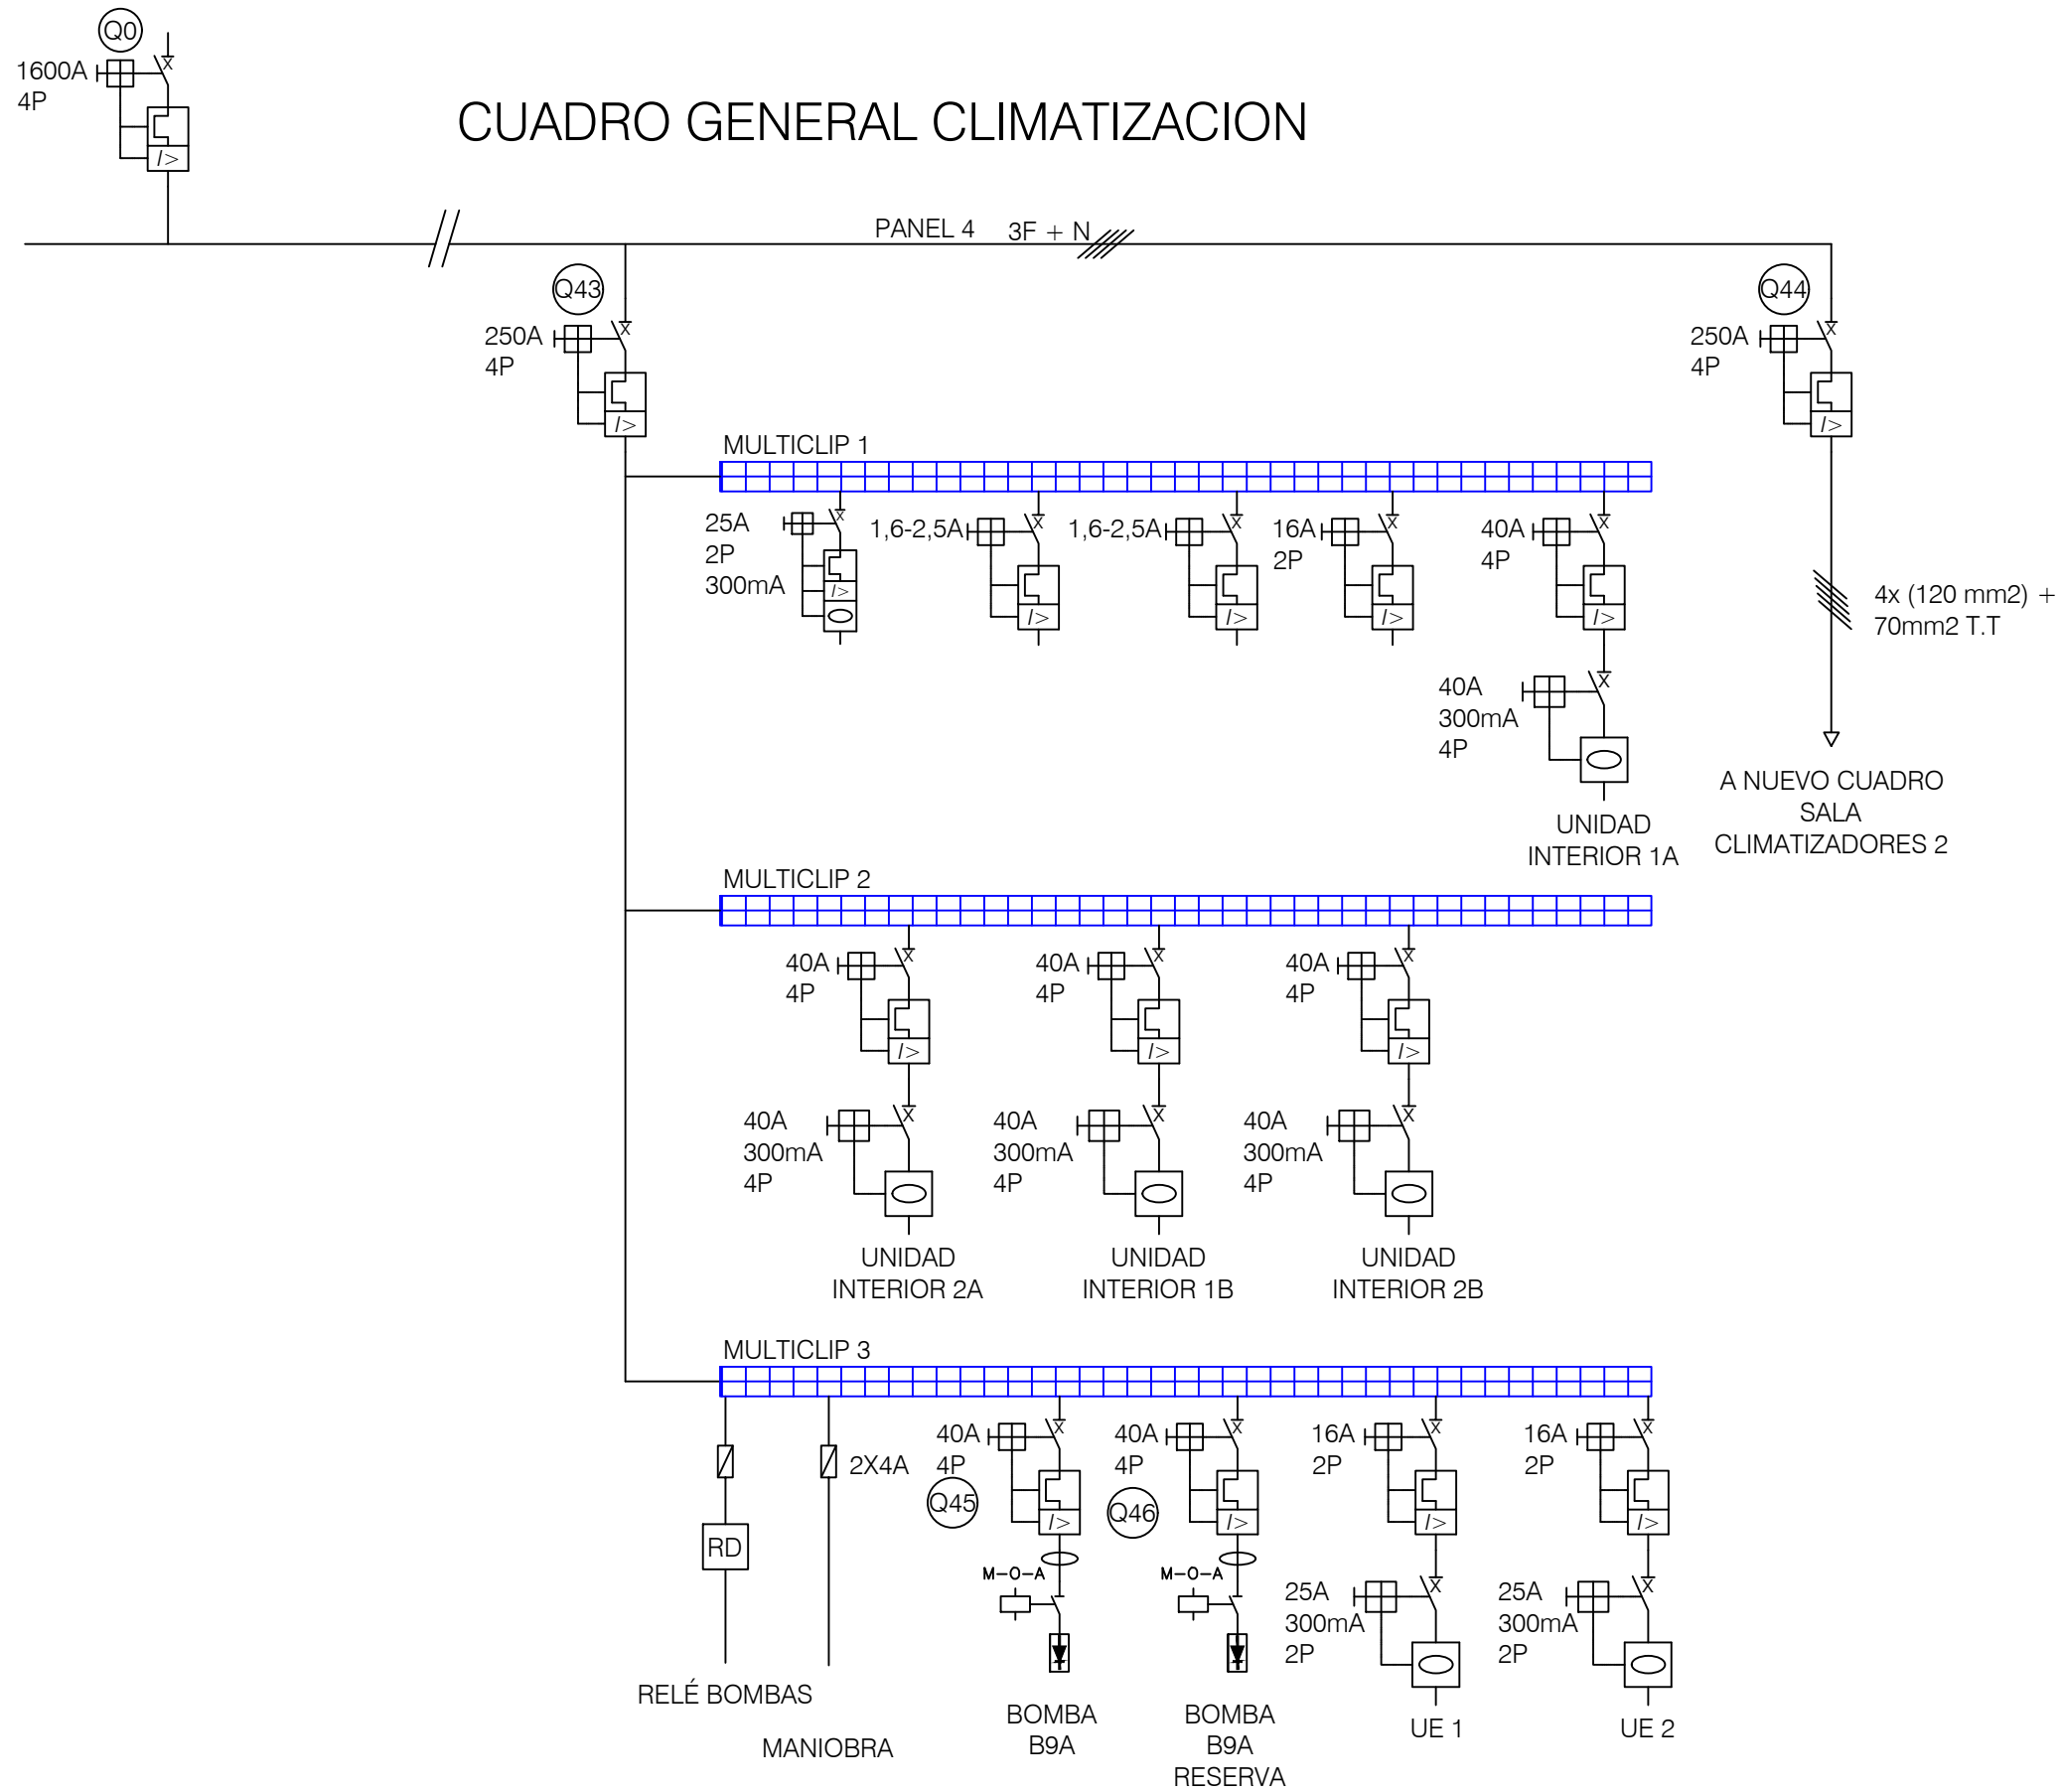 Q0
1600A
4P
I>
CUADRO GENERAL CLIMATIZACION
PANEL 4
3F + N
Q43
250A
4P
I>
Q44
250A
4P
I>
4x (120 mm2) +
70mm2 T.T
A NUEVO CUADRO
SALA
CLIMATIZADORES 2
MULTICLIP 1
25A
2P
300mA
I>
1,6-2,5A
I>
1,6-2,5A
I>
16A
2P
I>
40A
4P
I>
40A
300mA
4P
UNIDAD
INTERIOR 1A
MULTICLIP 2
40A
4P
I>
40A
300mA
4P
UNIDAD
INTERIOR 2A
40A
4P
I>
40A
300mA
4P
UNIDAD
INTERIOR 1B
40A
4P
I>
40A
300mA
4P
UNIDAD
INTERIOR 2B
MULTICLIP 3
RD
RELÉ BOMBAS
2X4A
MANIOBRA
40A
4P
Q45
I>
M-O-A
BOMBA
B9A
40A
4P
Q46
I>
M-O-A
BOMBA
B9A
RESERVA
16A
2P
I>
25A
300mA
2P
UE 1
16A
2P
I>
25A
300mA
2P
UE 2